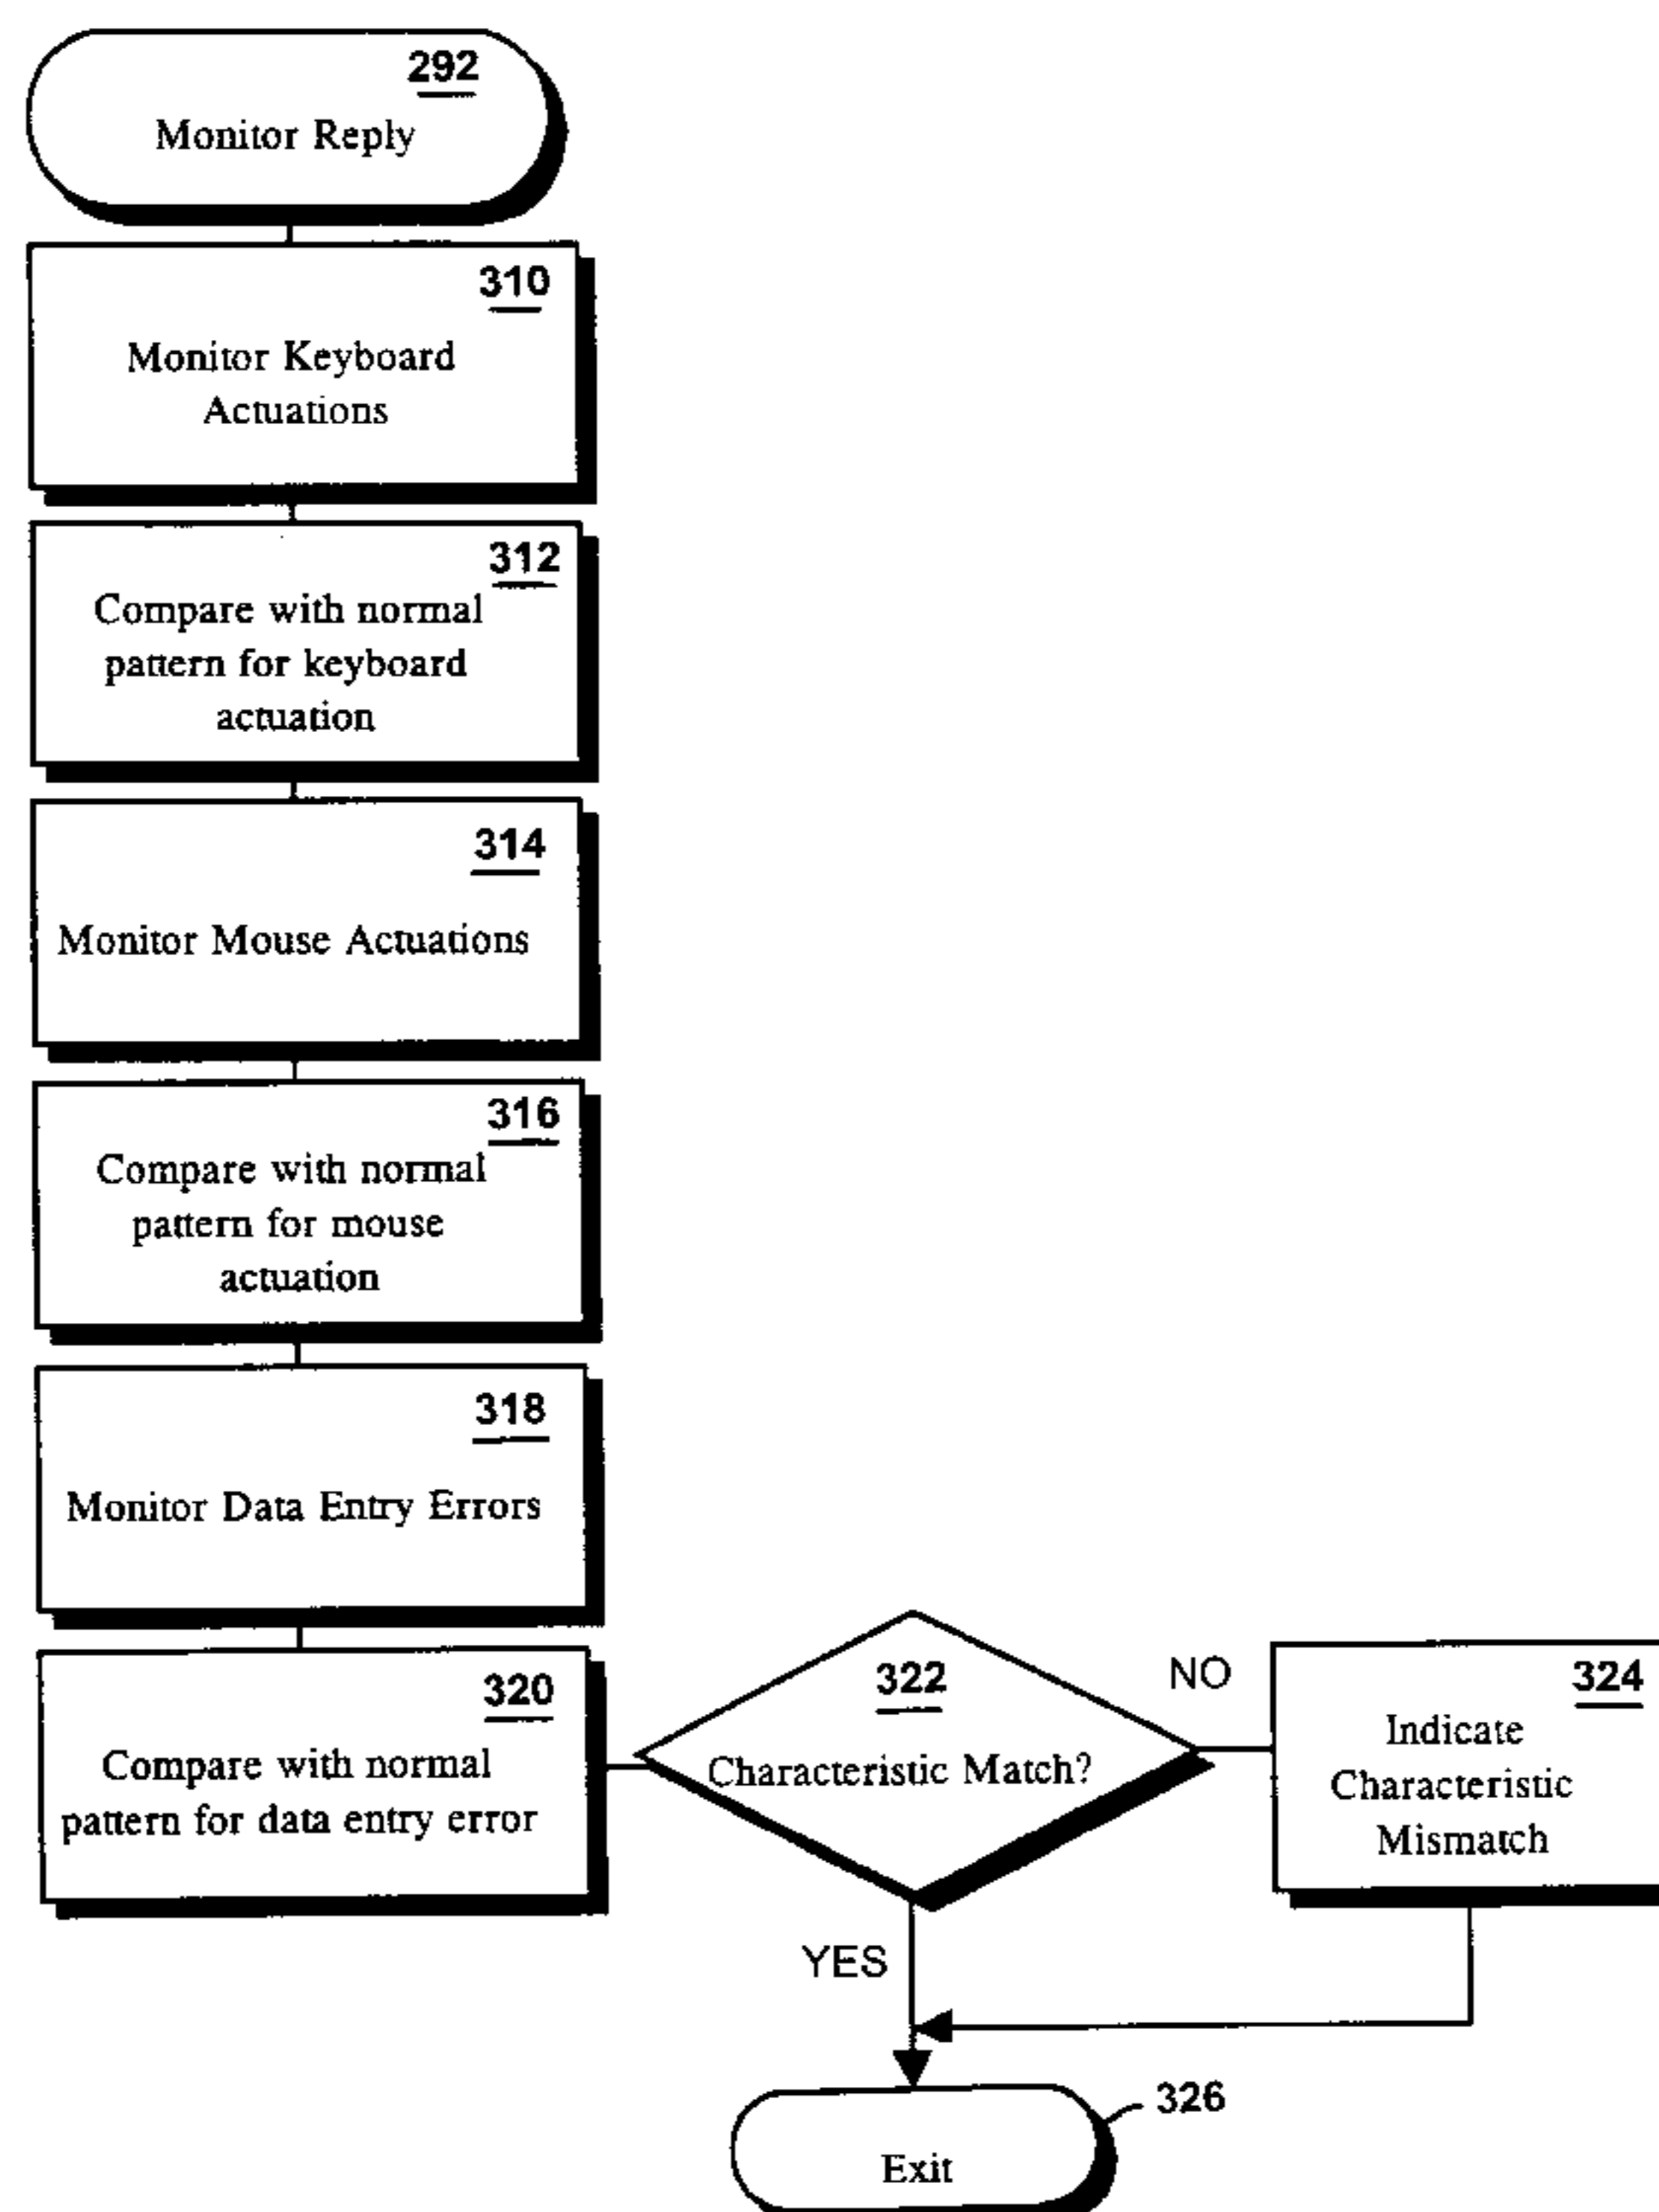 292
Monitor Reply
310
Monitor Keyboard
Actuations
312
Compare with normal
pattern for keyboard
actuation
314
Monitor Mouse Actuations
316
Compare with normal
pattern for mouse
actuation
318
Monitor Data Entry Errors
320
Compare with normal
pattern for data entry error
322
Characteristic Match?
NO
324
Indicate
Characteristic
Mismatch
YES
326
Exit